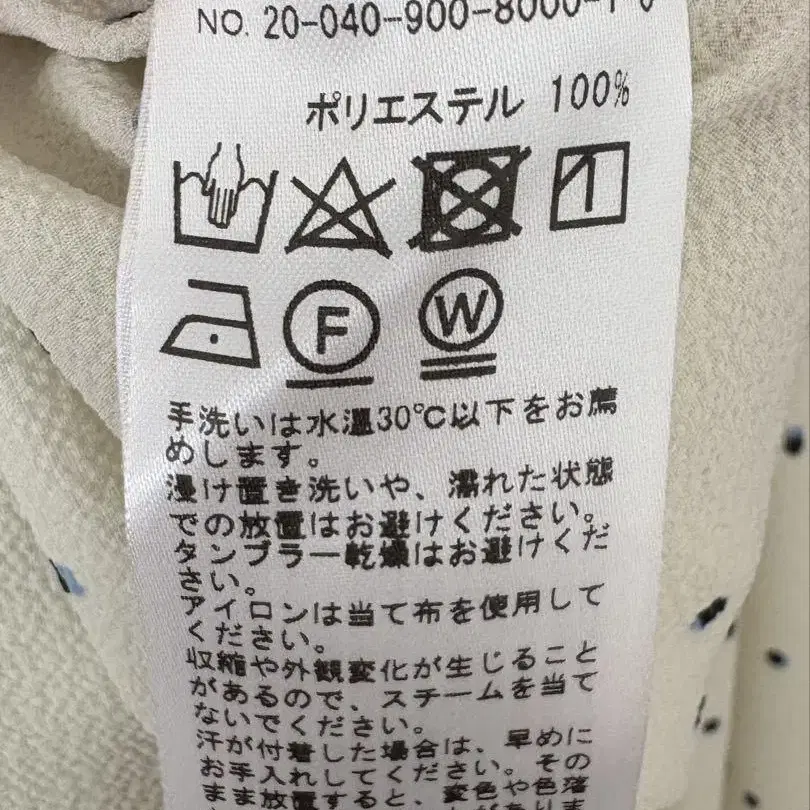 NO. 20-040-900-8000-1-0
ポリエステル 100%
F W
手洗いは水温30℃以下をお薦
めします。
浸け置き洗いや、濡れた状態
での放置はお避けください。
タンブラー乾燥はお避けくだ
さい。
アイロンは当て布を使用して
ください。
収縮や外観変化が生じること
があるので、スチームを当て
ないでください。
汗が付着した場合は、早めに
お手入れしてください。その
まま放置すると、変色や色落